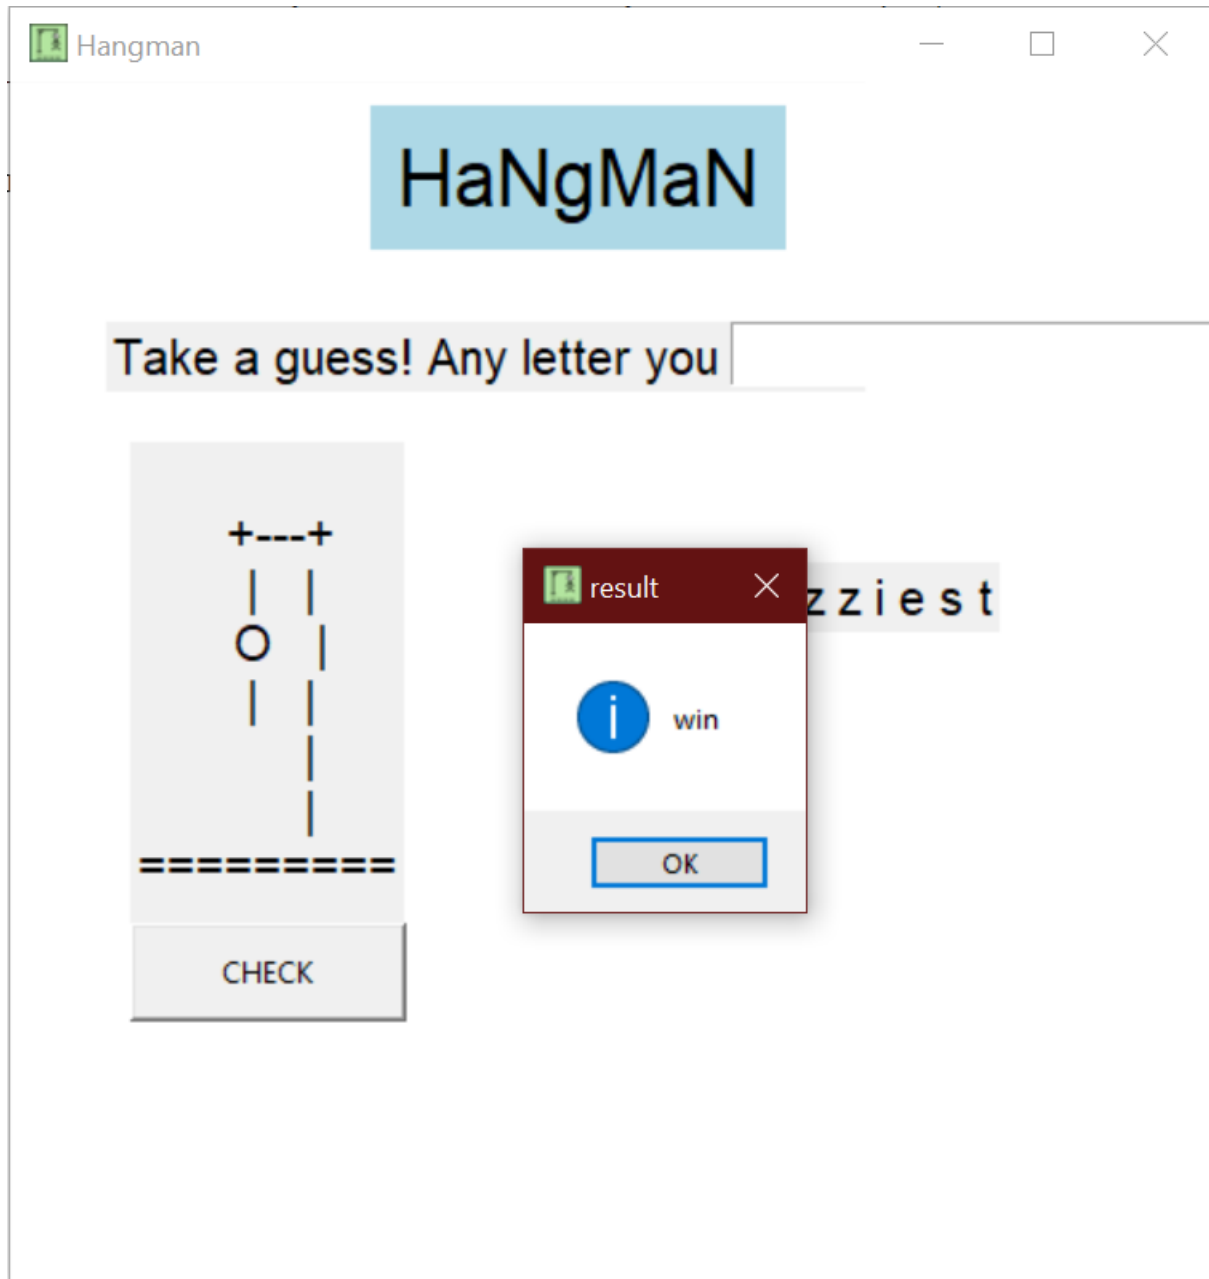 Hangman
HaNgMaN
Take a guess! Any letter you
+---+
| |
O |
| |
|
|
=========
z z i e s t
result
win
OK
CHECK